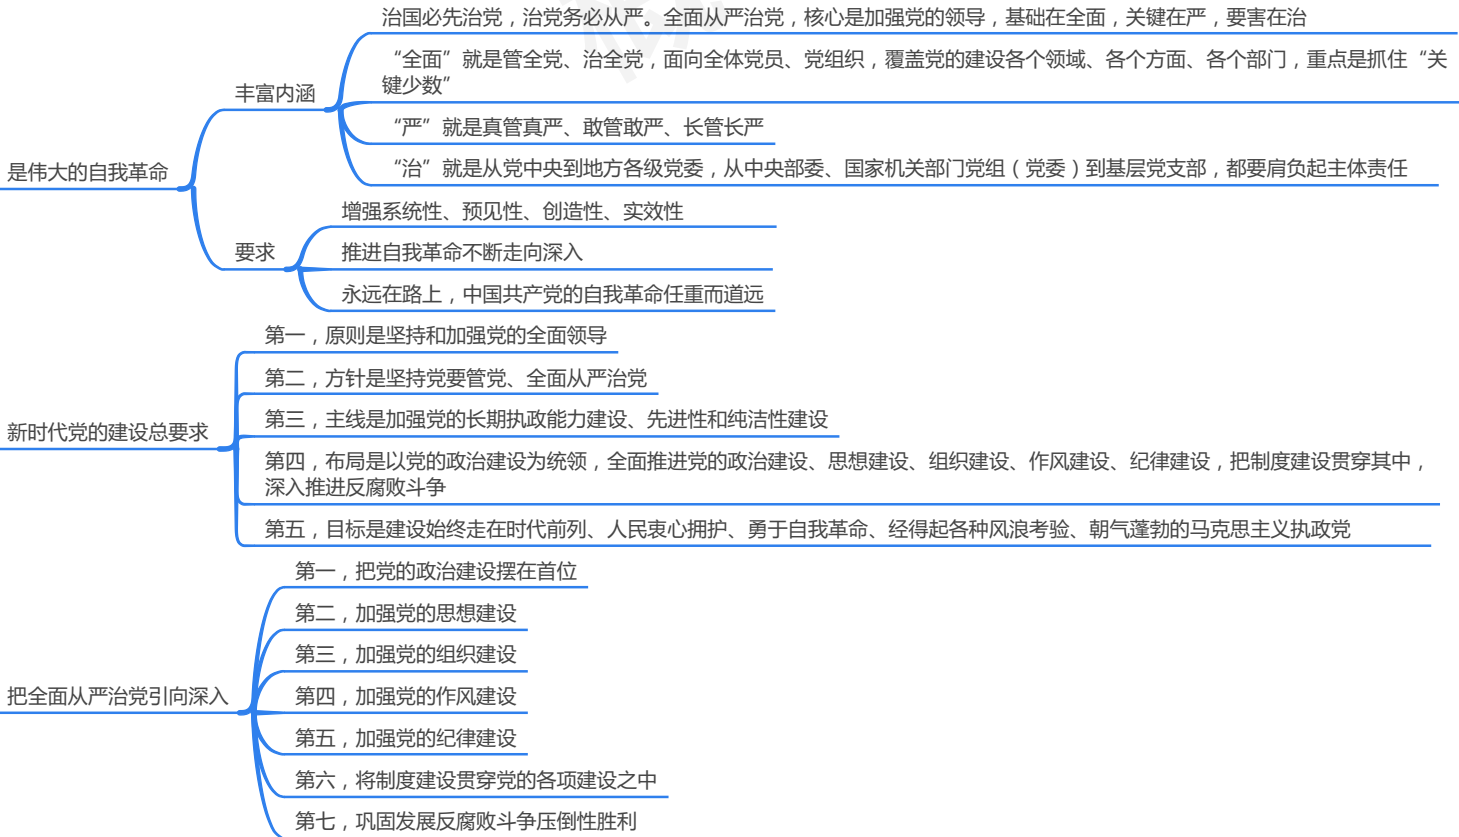 治国必先治党，治党务必从严。全面从严治党，核心是加强党的领导，基础在全面，关键在严，要害在治
“全面”就是管全党、治全党，面向全体党员、党组织，覆盖党的建设各个领域、各个方面、各个部门，重点是抓住“关
键少数”
丰富内涵
“严”就是真管真严、敢管敢严、长管长严
是伟大的自我革命
“治”就是从党中央到地方各级党委，从中央部委、国家机关部门党组（党委）到基层党支部，都要肩负起主体责任
增强系统性、预见性、创造性、实效性
要求
推进自我革命不断走向深入
永远在路上，中国共产党的自我革命任重而道远
第一，原则是坚持和加强党的全面领导
第二，方针是坚持党要管党、全面从严治党
第三，主线是加强党的长期执政能力建设、先进性和纯洁性建设
新时代党的建设总要求
第四，布局是以党的政治建设为统领，全面推进党的政治建设、思想建设、组织建设、作风建设、纪律建设，把制度建设贯穿其中，
深入推进反腐败斗争
第五，目标是建设始终走在时代前列、人民衷心拥护、勇于自我革命、经得起各种风浪考验、朝气蓬勃的马克思主义执政党
第一，把党的政治建设摆在首位
第二，加强党的思想建设
第三，加强党的组织建设
把全面从严治党引向深入
第四，加强党的作风建设
第五，加强党的纪律建设
第六，将制度建设贯穿党的各项建设之中
第七，巩固发展反腐败斗争压倒性胜利